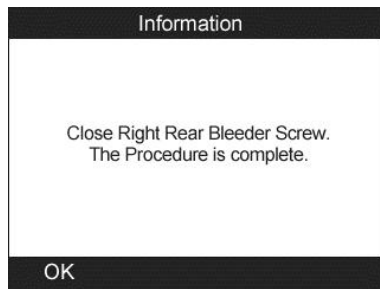 Information
Close Right Rear Bleeder Screw.
The Procedure is complete.
OK